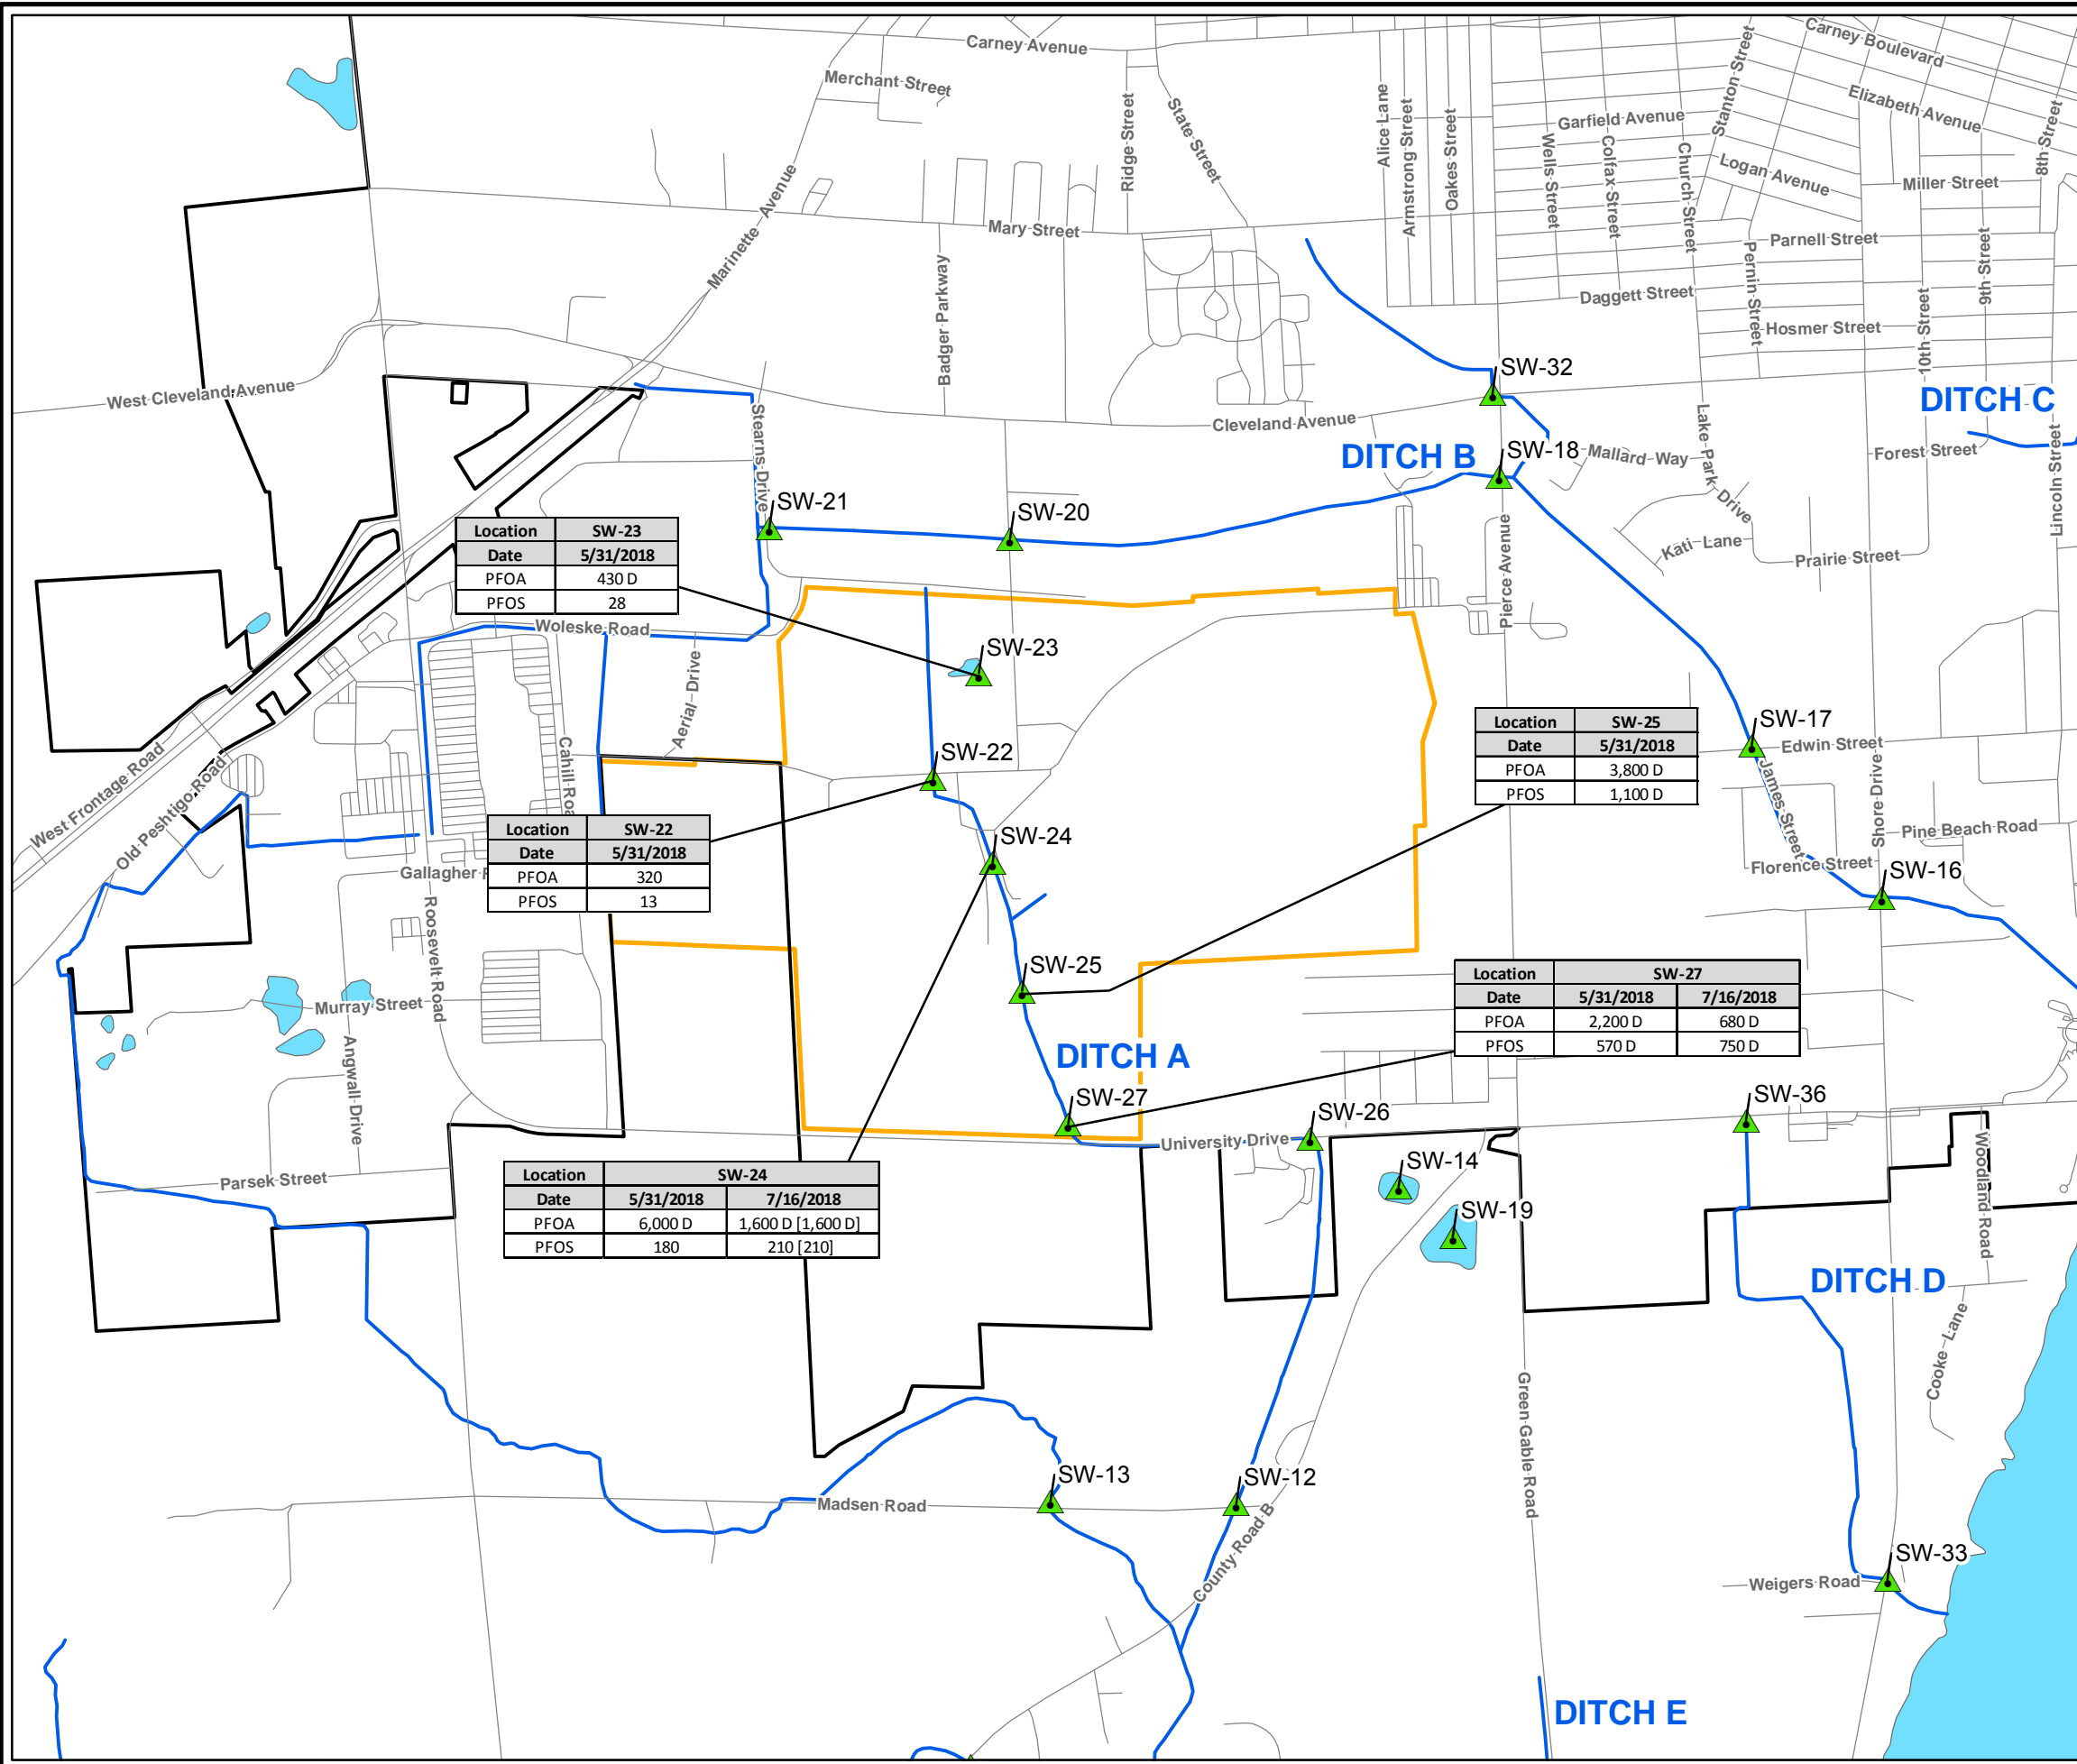 Carney Avenue
Merchant Street
Marinette Avenue
Ridge Street
State Street
Mary Street
Badger Parkway
Alice Lane
Armstrong Street
Oakes Street
Wells Street
Garfield Avenue
Colfax Street
Church Street
Stanton Street
Carney Boulevard
Elizabeth Avenue
8th Street
Logan Avenue
Miller Street
Parnell Street
9th Street
Pernin Street
Daggett Street
Hosmer Street
10th Street
West Cleveland Avenue
Stearns Drive
Cleveland Avenue
SW-32
DITCH B
SW-18
Mallard Way
Lake Park Drive
DITCH C
Forest Street
Lincoln Street
Kati Lane
Prairie Street
Pierce Avenue
SW-21
SW-20
Location SW-23
Date 5/31/2018
PFOA 430 D
PFOS 28
Woleske Road
Aerial Drive
SW-23
SW-22
Location SW-25
Date 5/31/2018
PFOA 3,800 D
PFOS 1,100 D
SW-17
Edwin Street
James Street
Shore Drive
Pine Beach Road
Florence Street
SW-16
West Frontage Road
Old Peshtigo Road
Cahill Roa
Location SW-22
Date 5/31/2018
PFOA 320
PFOS 13
Gallagher
Roosevelt Road
SW-24
SW-25
Murray Street
Angwall Drive
DITCH A
Location SW-27
Date 5/31/2018 7/16/2018
PFOA 2,200 D 680 D
PFOS 570 D 750 D
SW-27
SW-26
University Drive
SW-36
SW-14
SW-19
Woodland Road
Parsek Street
Location SW-24
Date 5/31/2018 7/16/2018
PFOA 6,000 D 1,600 D [1,600 D]
PFOS 180 210 [210]
DITCH D
Cooke Lane
Green Gable Road
SW-13
SW-12
Madsen Road
County Road B
SW-33
Weigers Road
DITCH E